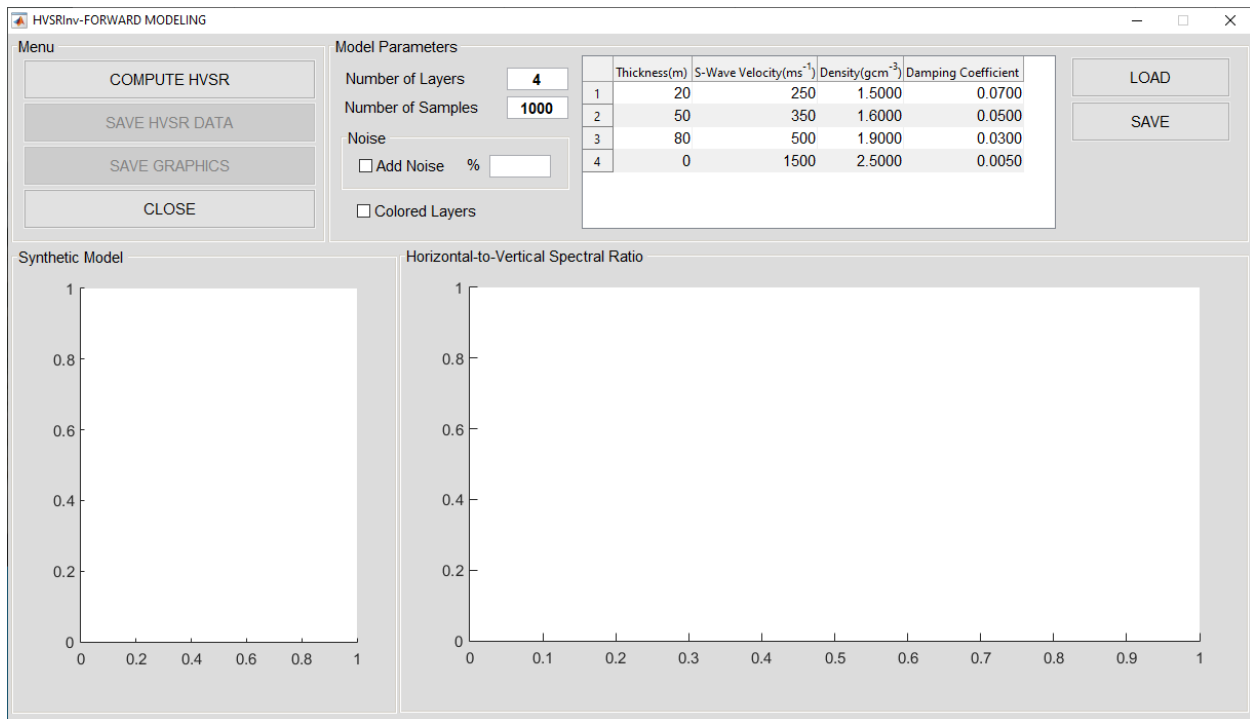 HVSRInv-FORWARD MODELING
Menu
COMPUTE HVSR
SAVE HVSR DATA
SAVE GRAPHICS
CLOSE
Model Parameters
Number of Layers 4
Number of Samples 1000
Noise
Add Noise %
Colored Layers
Thickness(m) S-Wave Velocity(ms⁻¹) Density(gcm⁻³) Damping Coefficient
1 20 250 1.5000 0.0700
2 50 350 1.6000 0.0500
3 80 500 1.9000 0.0300
4 0 1500 2.5000 0.0050
LOAD
SAVE
Synthetic Model
1
0.8
0.6
0.4
0.2
0
0 0.2 0.4 0.6 0.8 1
Horizontal-to-Vertical Spectral Ratio
1
0.8
0.6
0.4
0.2
0
0 0.1 0.2 0.3 0.4 0.5 0.6 0.7 0.8 0.9 1